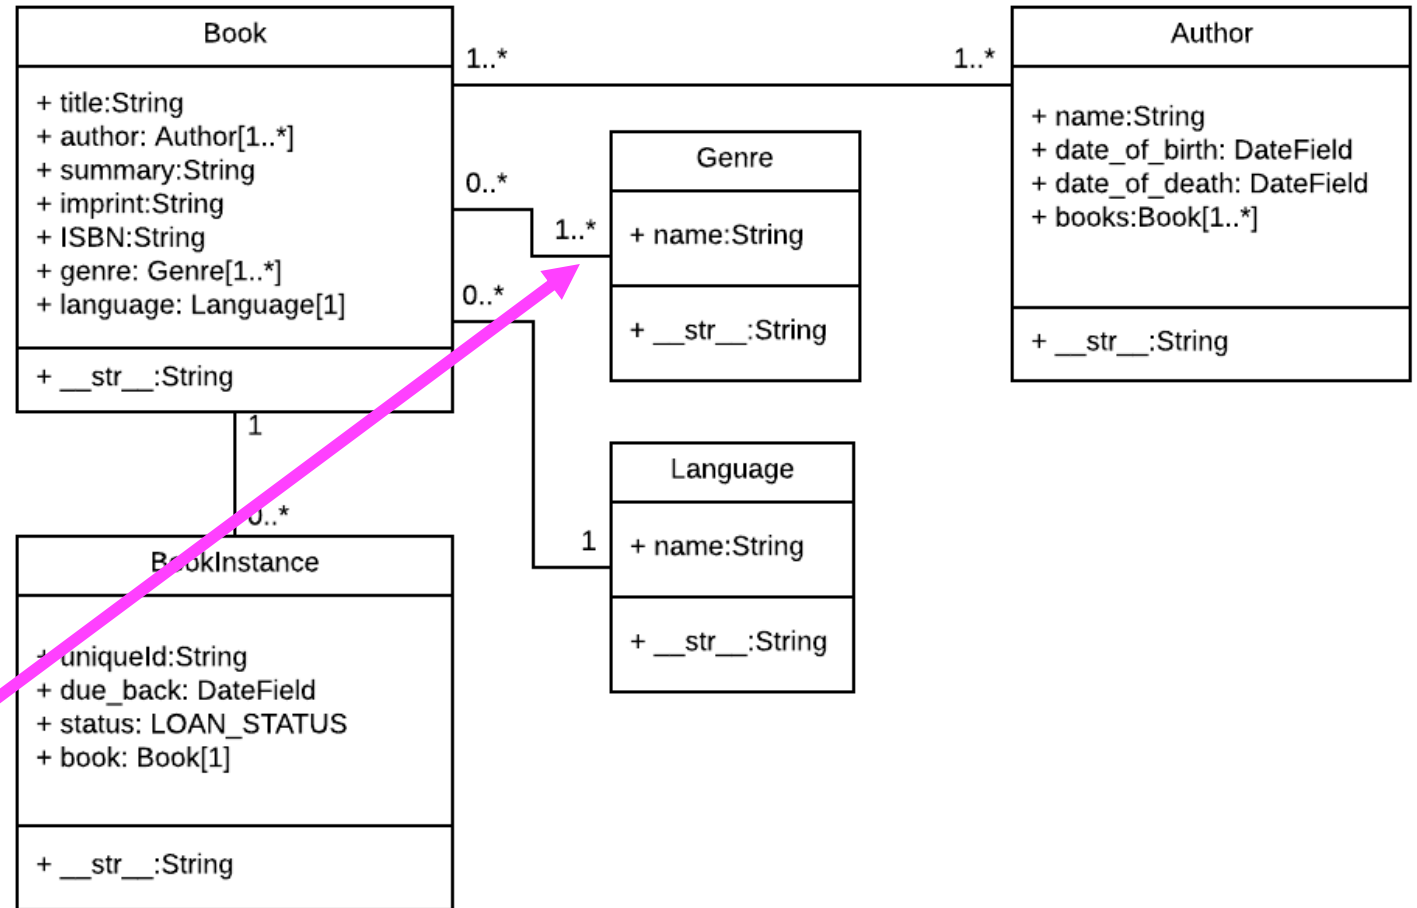 Book
+ title:String
+ author: Author[1..*]
+ summary:String
+ imprint:String
+ ISBN:String
+ genre: Genre[1..*]
+ language: Language[1]
+ __str__:String
1..*
1..*
0..*
1..*
0..*
1
1
0..*
Author
+ name:String
+ date_of_birth: DateField
+ date_of_death: DateField
+ books:Book[1..*]
+ __str__:String
Genre
+ name:String
+ __str__:String
Language
+ name:String
+ __str__:String
BookInstance
+ uniqueId:String
+ due_back: DateField
+ status: LOAN_STATUS
+ book: Book[1]
+ __str__:String